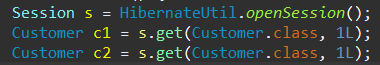 Session s = HibernateUtil.openSession();
Customer c1 = s.get(Customer.class, 1L);
Customer c2 = s.get(Customer.class, 1L);